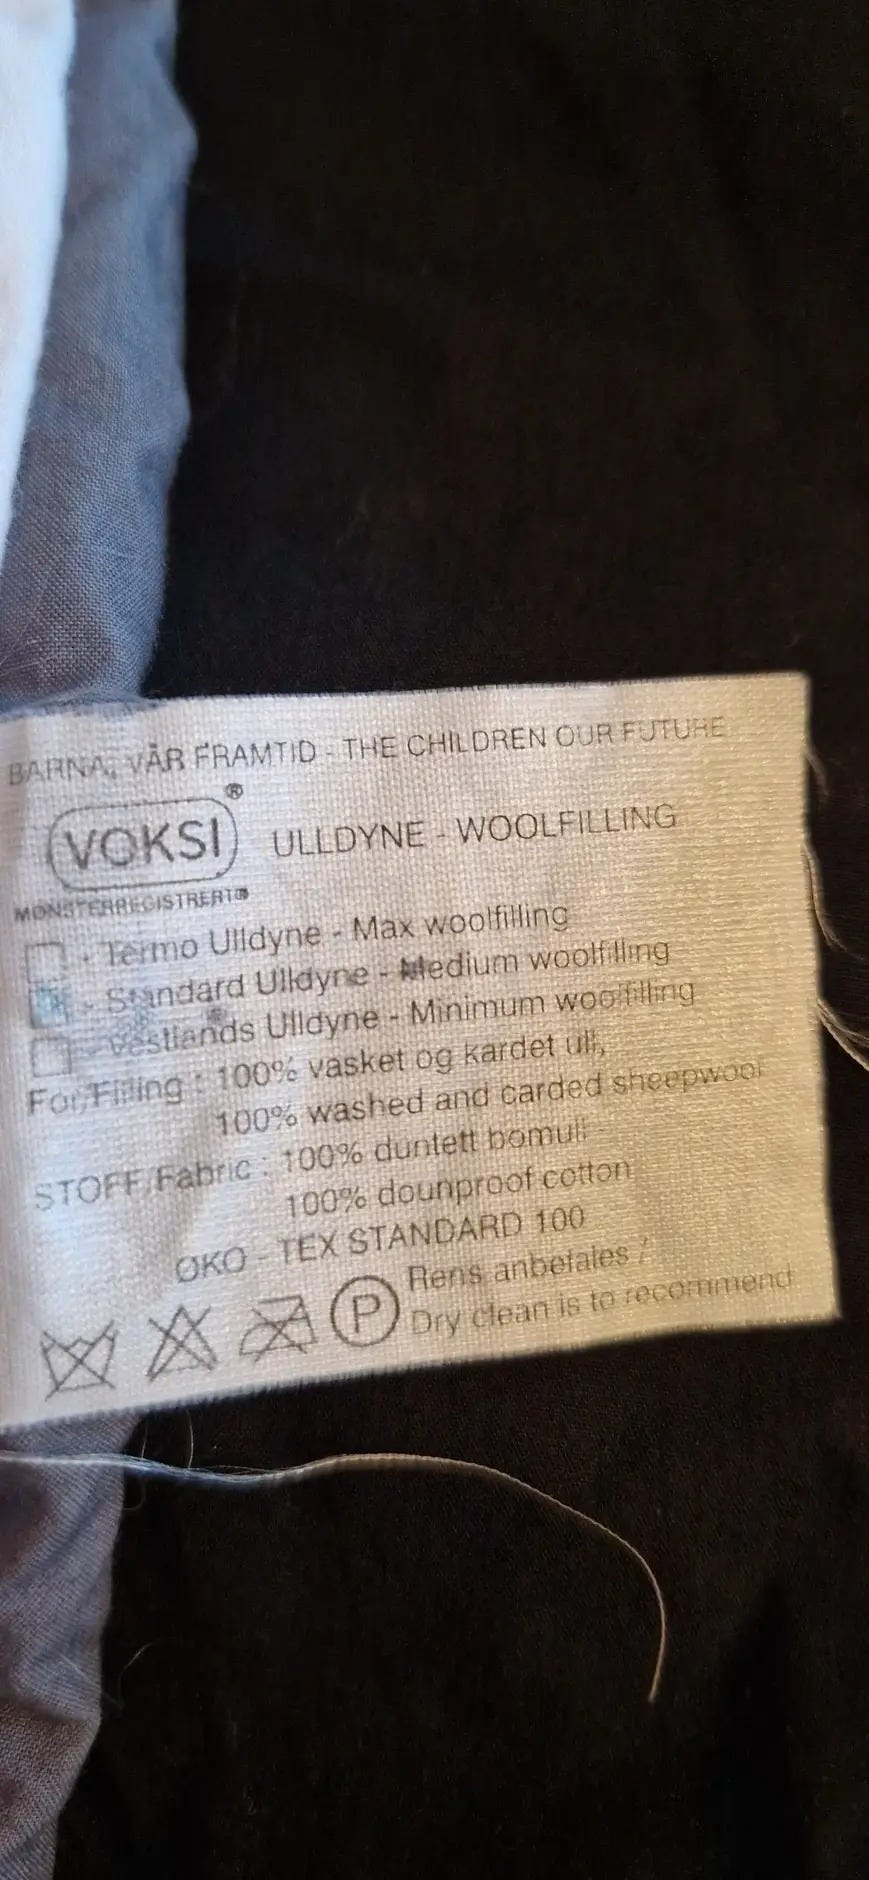 BARNA, VÅR FRAMTID - THE CHILDREN OUR FUTURE
VOKSI® ULLDYNE - WOOLFILLING
MØNSTERREGISTRERT®
- Termo Ulldyne - Max woolfilling
- Standard Ulldyne - Medium woolfilling
- Vestlands Ulldyne - Minimum woolfilling
For/Filling : 100% vasket og kardet ull,
100% washed and carded sheepwool
STOFF/Fabric : 100% duntett bomull -
100% dounproof cotton
ØKO - TEX STANDARD 100
Rens anbefales /
P Dry clean is to recommend